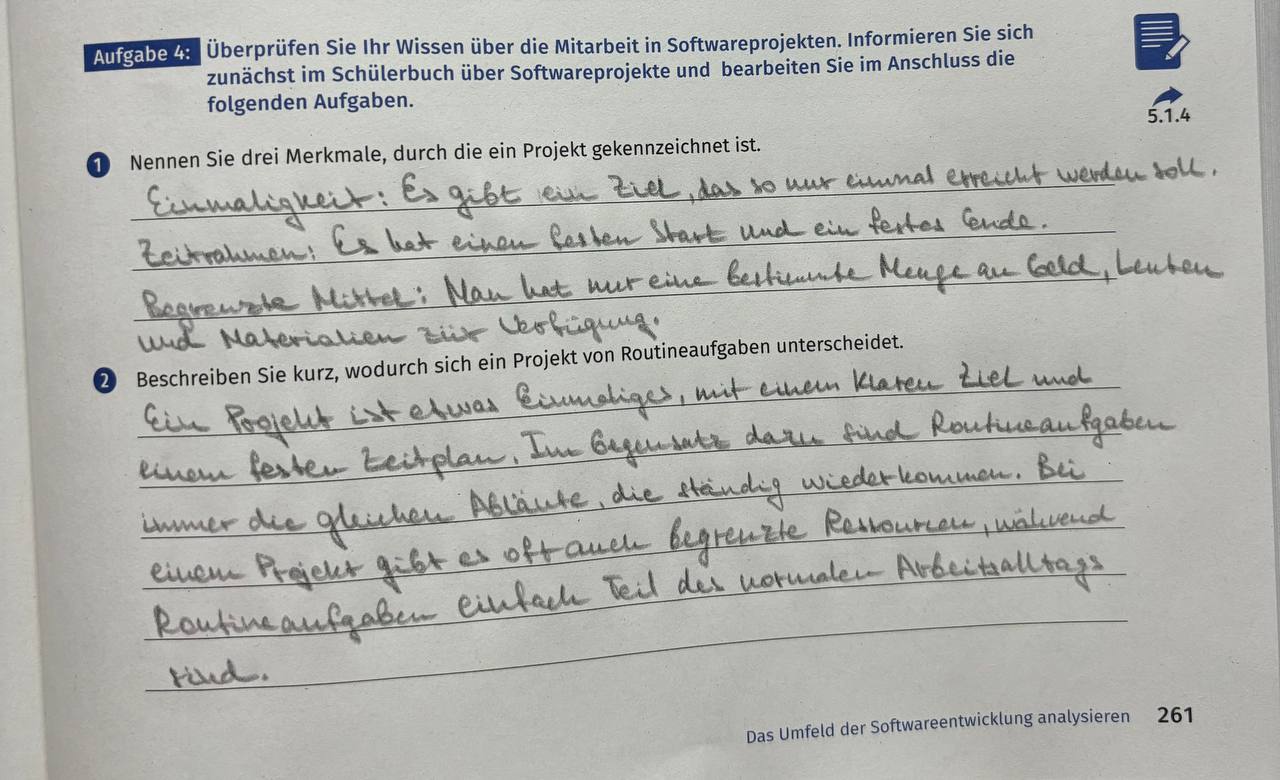 Aufgabe 4: Überprüfen Sie Ihr Wissen über die Mitarbeit in Softwareprojekten. Informieren Sie sich
zunächst im Schülerbuch über Softwareprojekte und bearbeiten Sie im Anschluss die
folgenden Aufgaben.
5.1.4
1 Nennen Sie drei Merkmale, durch die ein Projekt gekennzeichnet ist.
Einmaligkeit: Es gibt ein Ziel, das so nur einmal erreicht werden soll.
Zeitrahmen: Es hat einen festen Start und ein festes Ende.
Begrenzte Mittel: Man hat nur eine bestimmte Menge an Geld, Leuten
und Materialien zur Verfügung.
2 Beschreiben Sie kurz, wodurch sich ein Projekt von Routineaufgaben unterscheidet.
Ein Projekt ist etwas Einmaliges, mit einem klaren Ziel und
einem festen Zeitplan. Im Gegensatz dazu sind Routineaufgaben
immer die gleichen Abläufe, die ständig wiederkommen. Bei
einem Projekt gibt es oft auch begrenzte Ressourcen, während
Routineaufgaben einfach Teil des normalen Arbeitsalltags
sind.
Das Umfeld der Softwareentwicklung analysieren 261